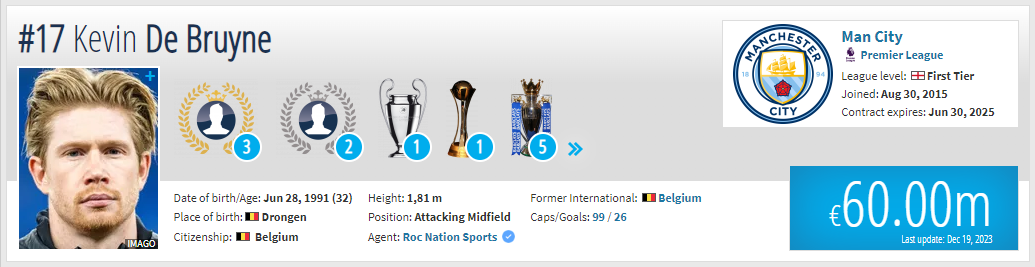 #17 Kevin De Bruyne
+
IMAGO
3
2
1
1
5
»
MANCHESTER
18 94
CITY
Man City
Premier League
League level: First Tier
Joined: Aug 30, 2015
Contract expires: Jun 30, 2025
Date of birth/Age: Jun 28, 1991 (32)
Place of birth: Drongen
Citizenship: Belgium
Height: 1,81 m
Position: Attacking Midfield
Agent: Roc Nation Sports
Former International: Belgium
Caps/Goals: 99 / 26
€60.00m
Last update: Dec 19, 2023